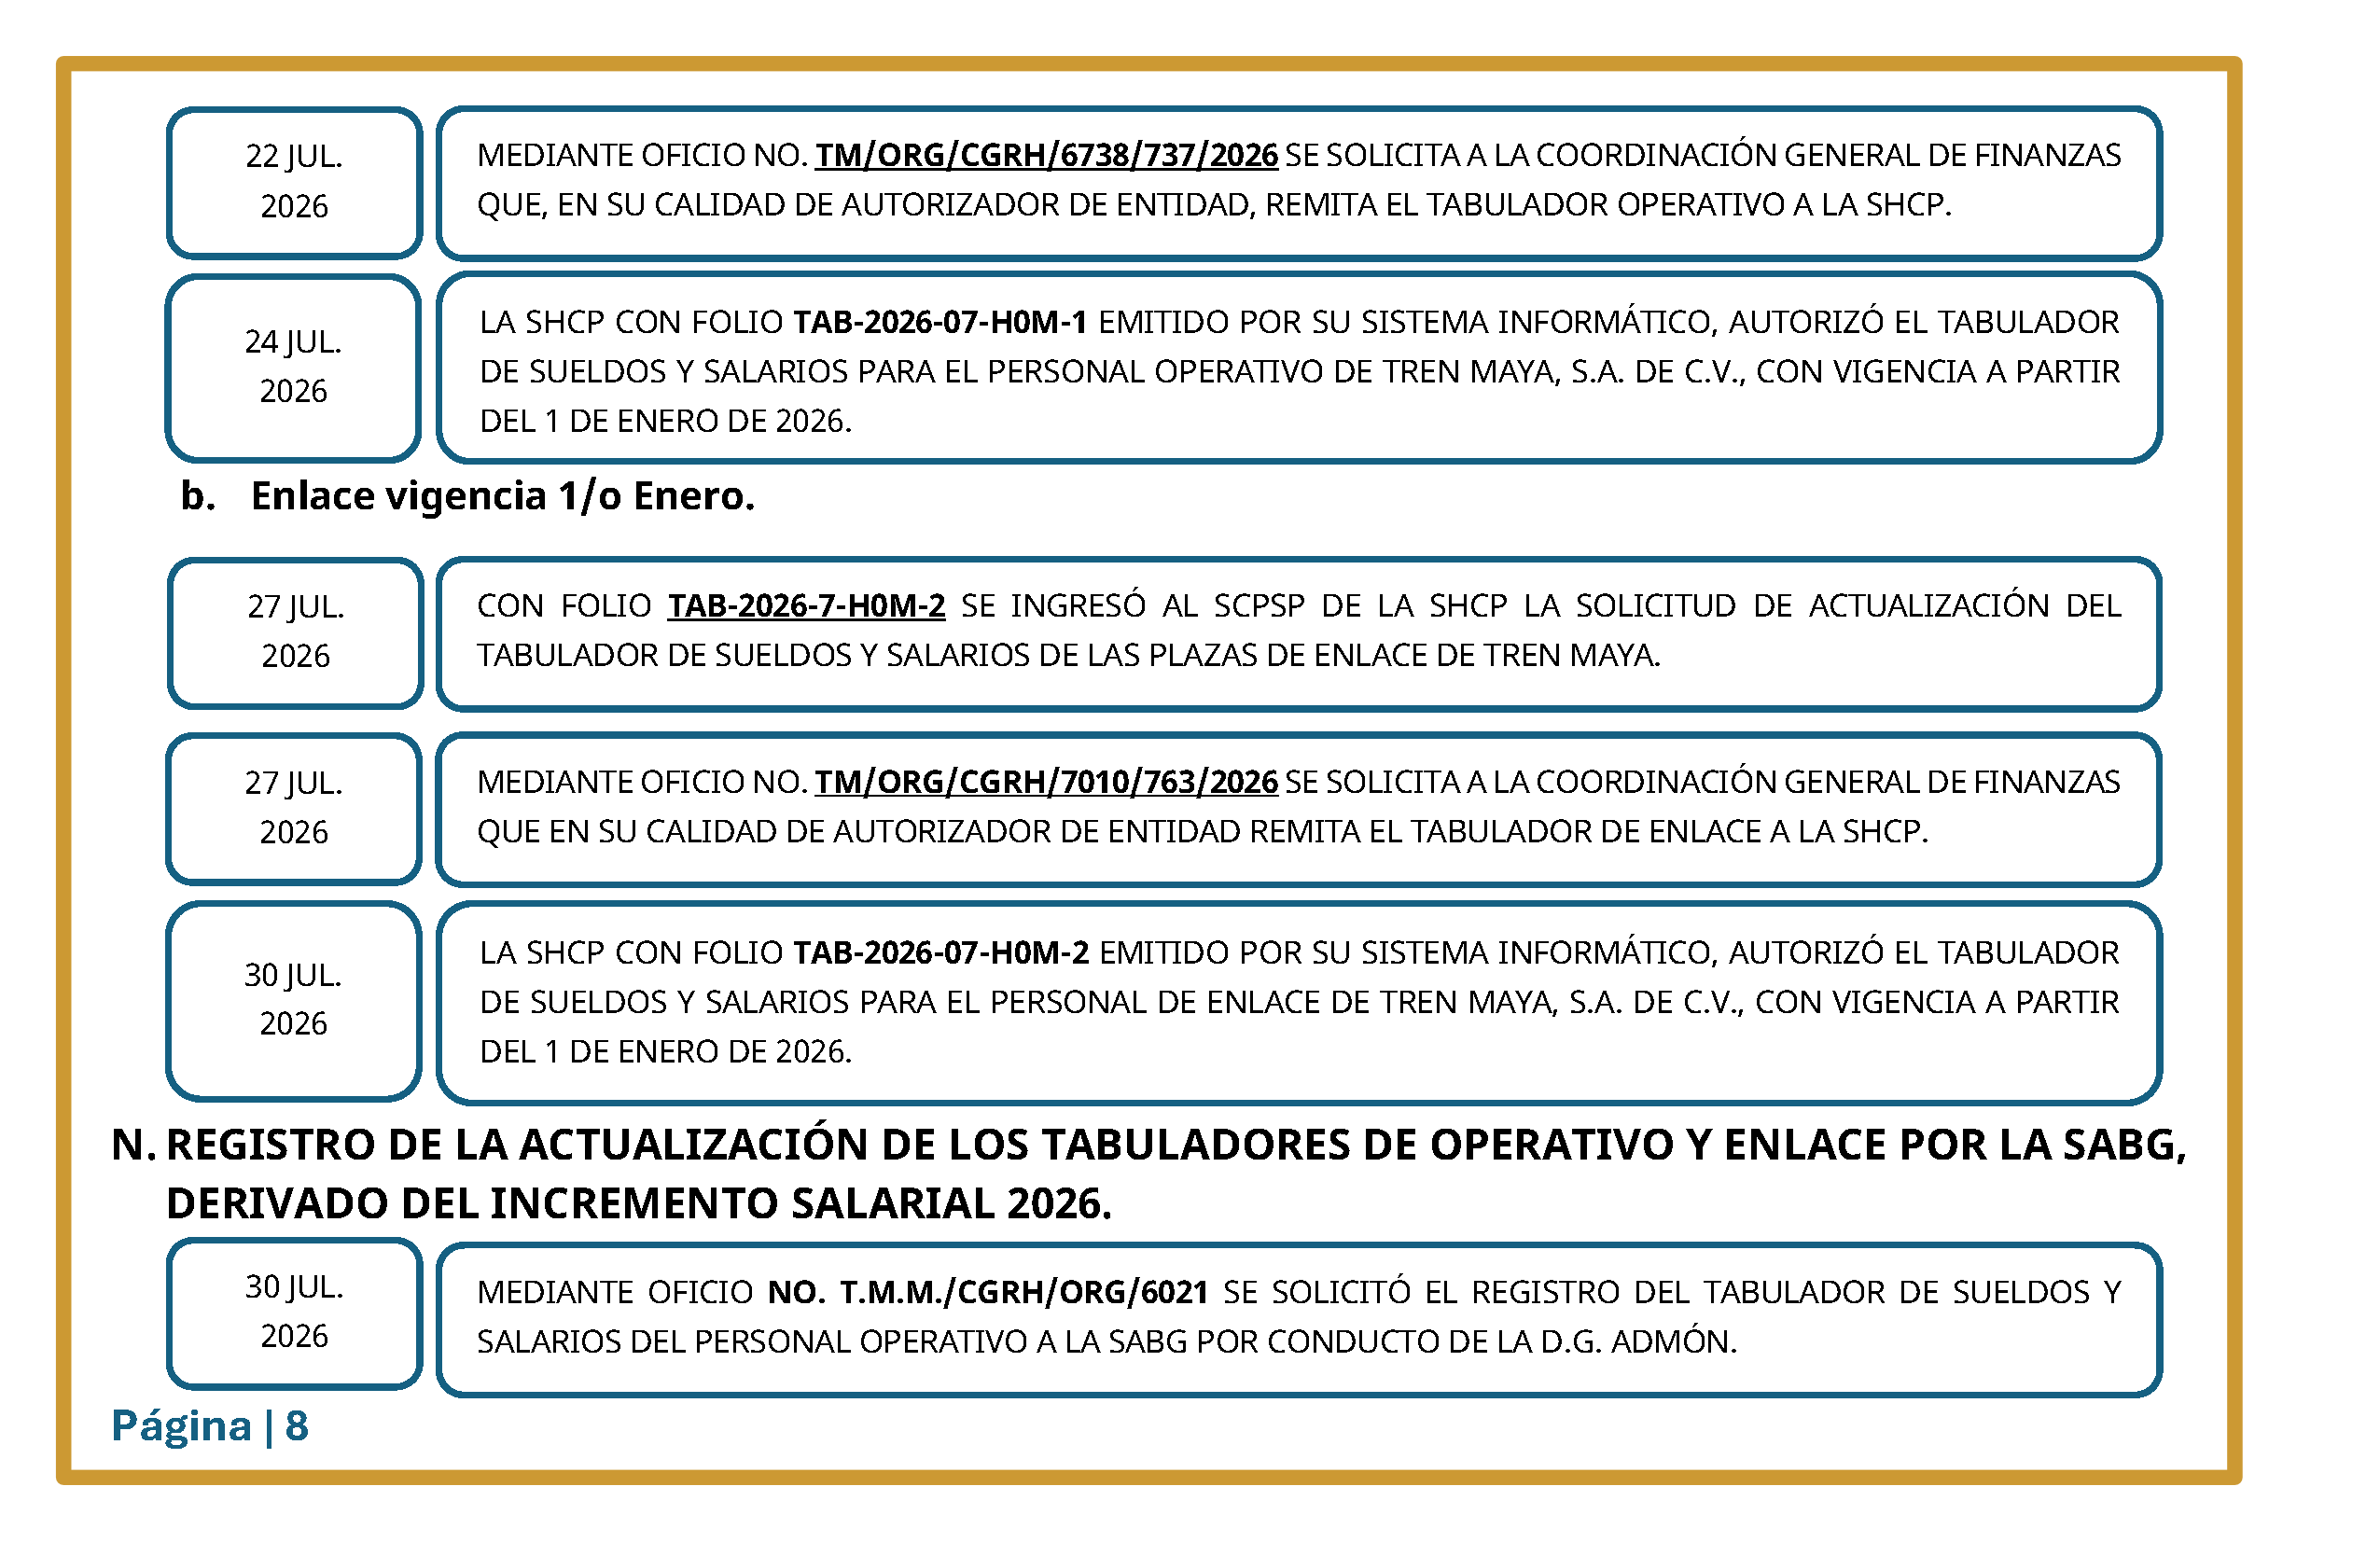 22 JUL.
2026
MEDIANTE OFICIO NO. TM/ORG/CGRH/6738/737/2026 SE SOLICITA A LA COORDINACIÓN GENERAL DE FINANZAS
QUE, EN SU CALIDAD DE AUTORIZADOR DE ENTIDAD, REMITA EL TABULADOR OPERATIVO A LA SHCP.
24 JUL.
2026
LA SHCP CON FOLIO TAB-2026-07-H0M-1 EMITIDO POR SU SISTEMA INFORMÁTICO, AUTORIZÓ EL TABULADOR
DE SUELDOS Y SALARIOS PARA EL PERSONAL OPERATIVO DE TREN MAYA, S.A. DE C.V., CON VIGENCIA A PARTIR
DEL 1 DE ENERO DE 2026.
b. Enlace vigencia 1/o Enero.
27 JUL.
2026
CON FOLIO TAB-2026-7-H0M-2 SE INGRESÓ AL SCPSP DE LA SHCP LA SOLICITUD DE ACTUALIZACIÓN DEL
TABULADOR DE SUELDOS Y SALARIOS DE LAS PLAZAS DE ENLACE DE TREN MAYA.
27 JUL.
2026
MEDIANTE OFICIO NO. TM/ORG/CGRH/7010/763/2026 SE SOLICITA A LA COORDINACIÓN GENERAL DE FINANZAS
QUE EN SU CALIDAD DE AUTORIZADOR DE ENTIDAD REMITA EL TABULADOR DE ENLACE A LA SHCP.
30 JUL.
2026
LA SHCP CON FOLIO TAB-2026-07-H0M-2 EMITIDO POR SU SISTEMA INFORMÁTICO, AUTORIZÓ EL TABULADOR
DE SUELDOS Y SALARIOS PARA EL PERSONAL DE ENLACE DE TREN MAYA, S.A. DE C.V., CON VIGENCIA A PARTIR
DEL 1 DE ENERO DE 2026.
N. REGISTRO DE LA ACTUALIZACIÓN DE LOS TABULADORES DE OPERATIVO Y ENLACE POR LA SABG,
DERIVADO DEL INCREMENTO SALARIAL 2026.
30 JUL.
2026
MEDIANTE OFICIO NO. T.M.M./CGRH/ORG/6021 SE SOLICITÓ EL REGISTRO DEL TABULADOR DE SUELDOS Y
SALARIOS DEL PERSONAL OPERATIVO A LA SABG POR CONDUCTO DE LA D.G. ADMÓN.
Página | 8